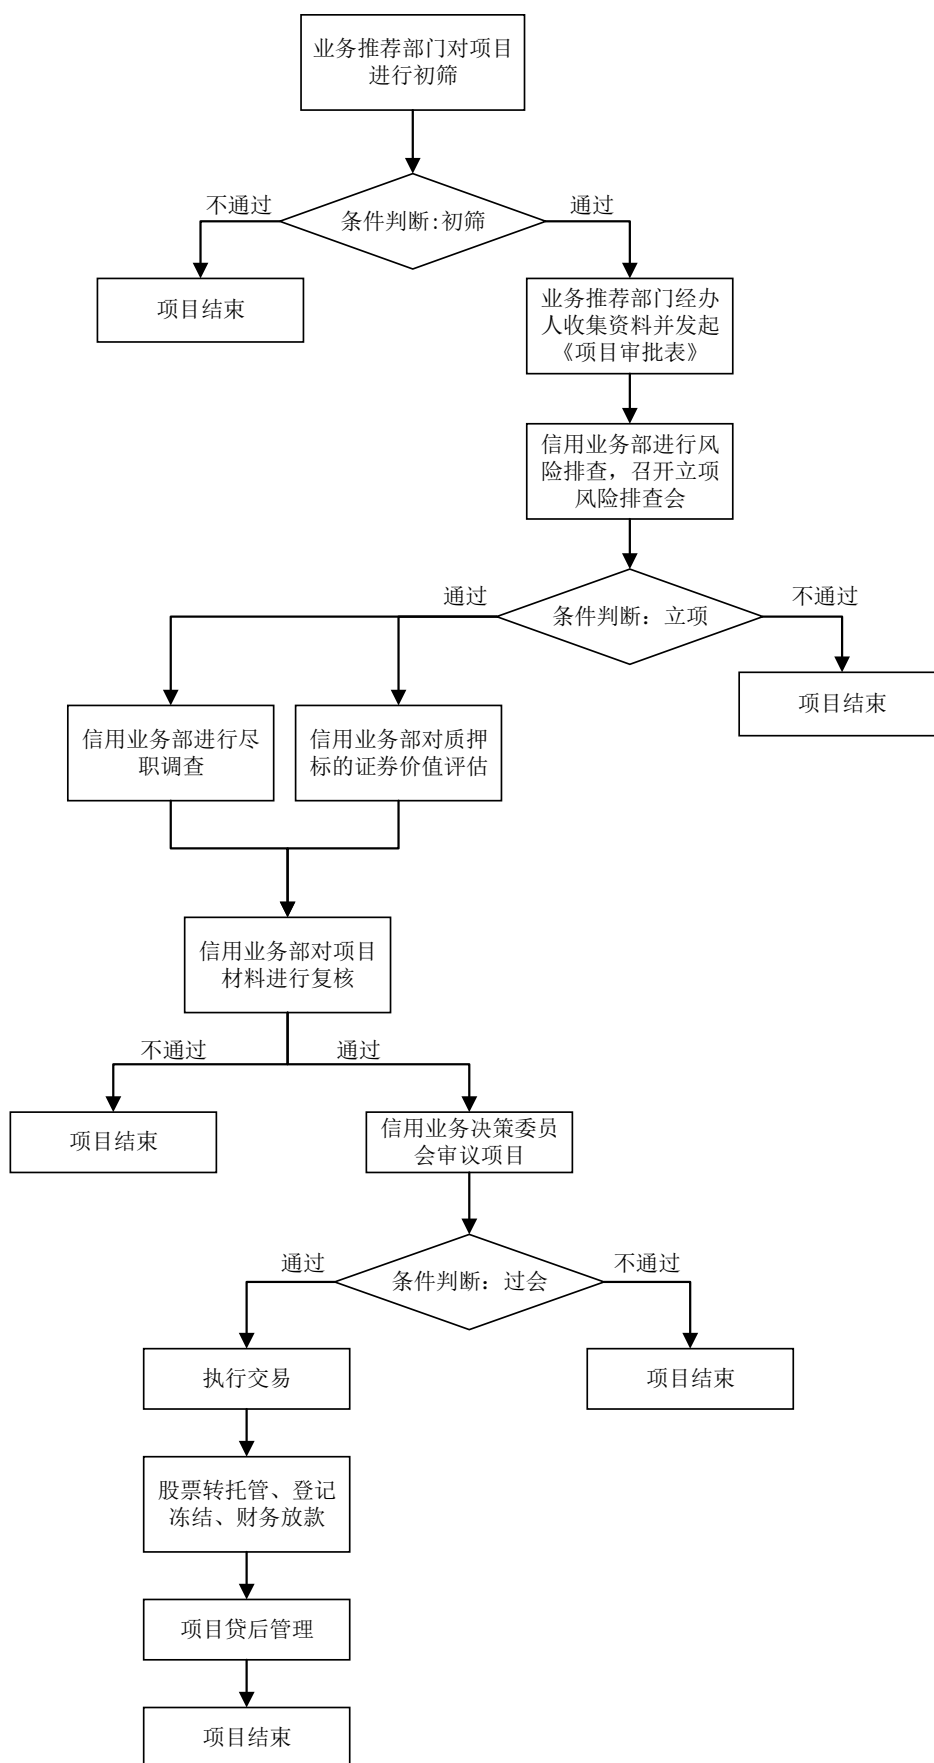 业务推荐部门对项目
进行初筛
不通过
条件判断:初筛
通过
项目结束
业务推荐部门经办
人收集资料并发起
《项目审批表》
信用业务部进行风
险排查，召开立项
风险排查会
通过
条件判断：立项
不通过
项目结束
信用业务部进行尽
职调查
信用业务部对质押
标的证券价值评估
信用业务部对项目
材料进行复核
不通过
通过
项目结束
信用业务决策委员
会审议项目
通过
条件判断：过会
不通过
执行交易
项目结束
股票转托管、登记
冻结、财务放款
项目贷后管理
项目结束